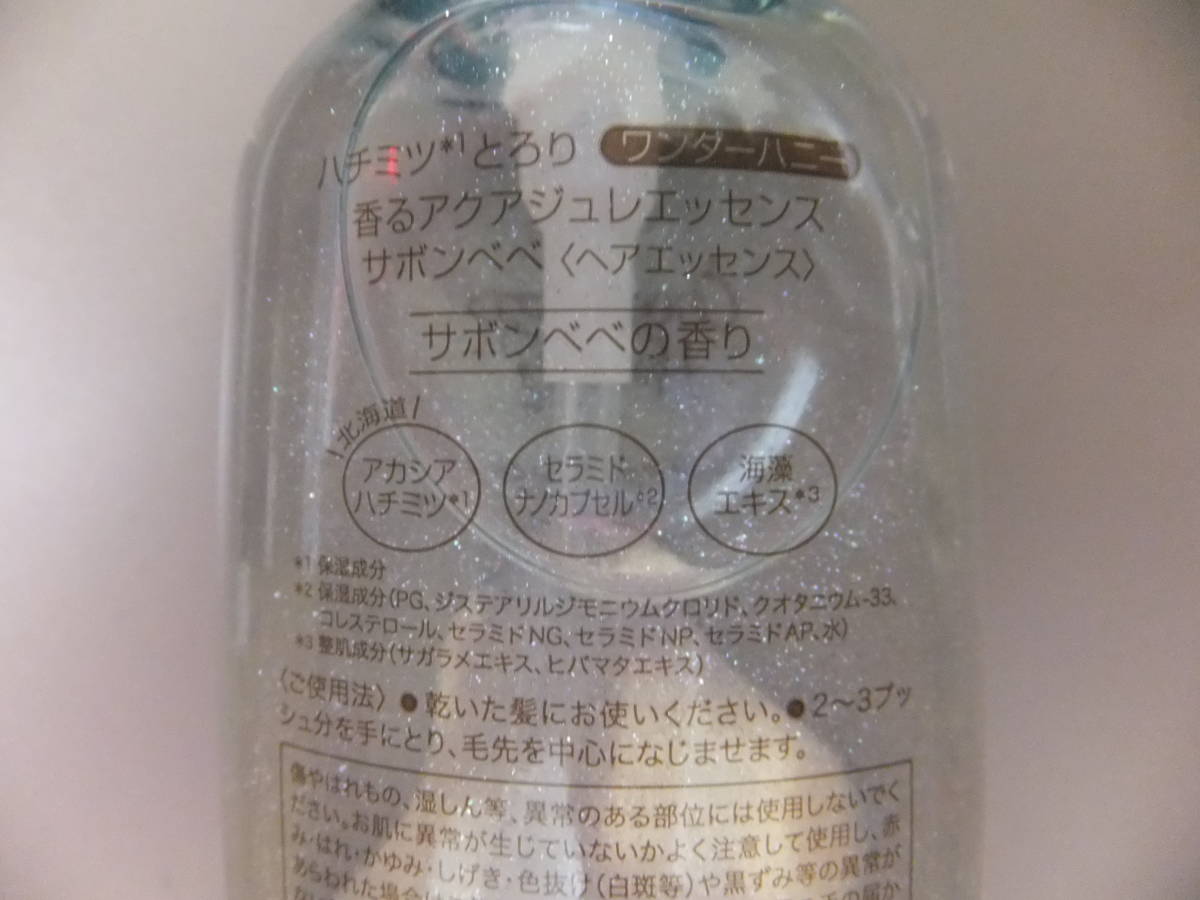 ハチミツ*1とろり ワンダーハニー
香るアクアジュレエッセンス
サボンベベ〈ヘアエッセンス〉
サボンベベの香り
\北海道/
アカシア
ハチミツ*1
セラミド
ナノカプセル*2
海藻
エキス*3
*1 保湿成分
*2 保湿成分(PG、ジステアリルジモニウムクロリド、クオタニウム-33、
コレステロール、セラミドNG、セラミドNP、セラミドAP、水)
*3 整肌成分(サガラメエキス、ヒバマタエキス)
〈ご使用法〉●乾いた髪にお使いください。●2〜3プッ
シュ分を手にとり、毛先を中心になじませます。
傷やはれもの、湿しん等、異常のある部位には使用しないでく
ださい。お肌に異常が生じていないかよく注意して使用し、赤
み・はれ・かゆみ・しげき・色抜け(白斑等)や黒ずみ等の異常が
あらわれた場合は